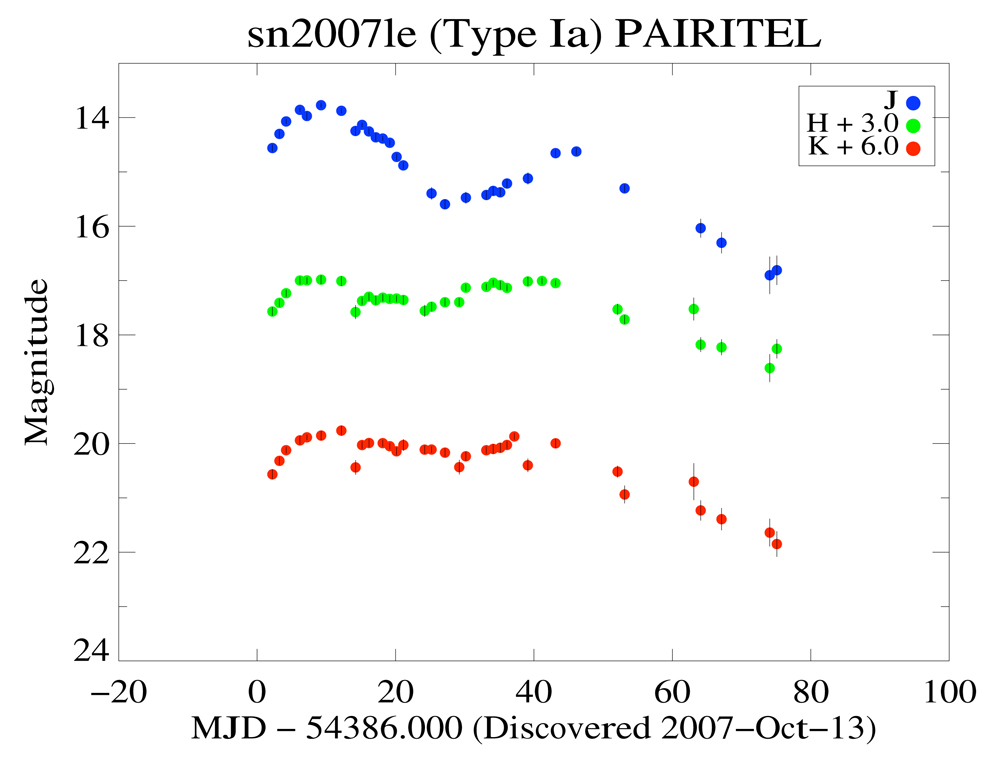 sn2007le (Type Ia) PAIRITEL
J
H + 3.0
K + 6.0
14
16
18
20
22
24
Magnitude
−20 0 20 40 60 80 100
MJD − 54386.000 (Discovered 2007−Oct−13)